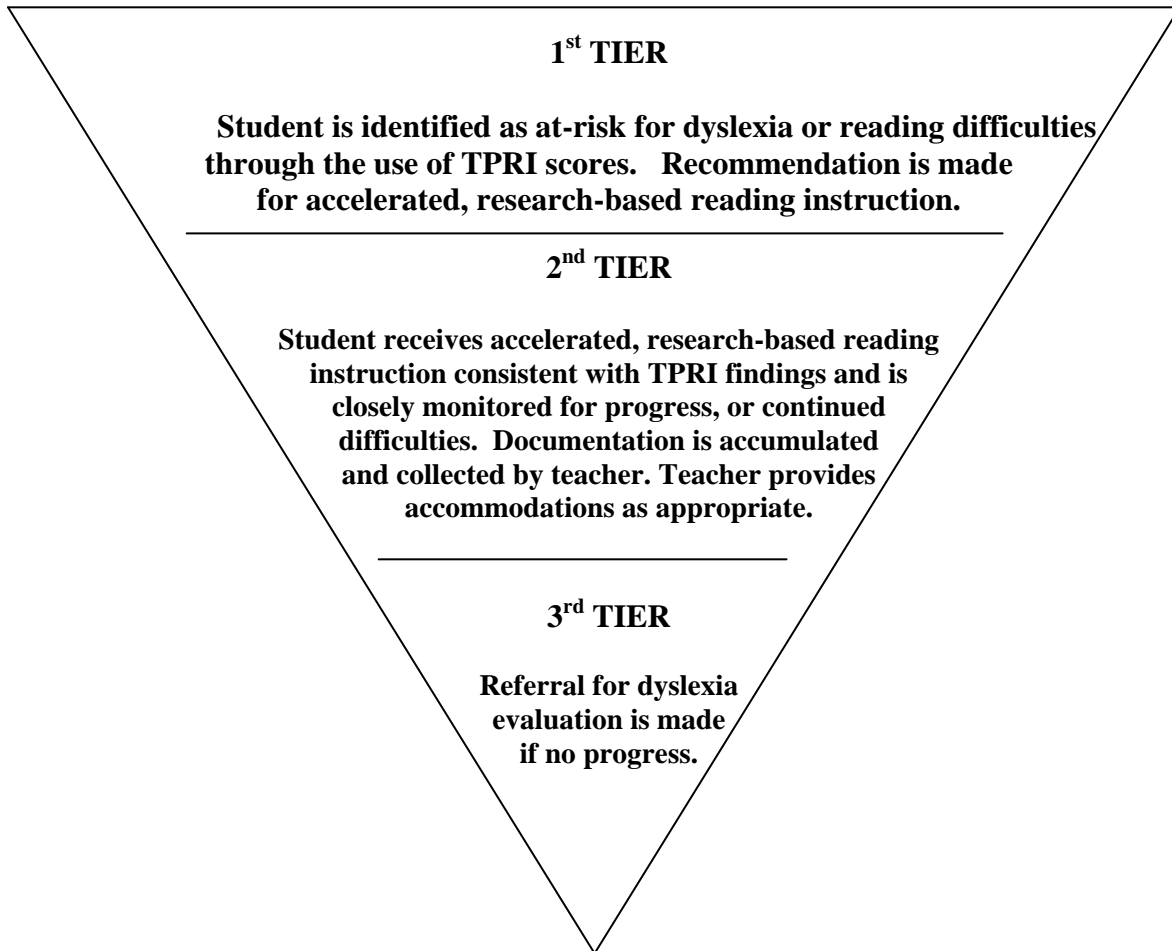 1st TIER
Student is identified as at-risk for dyslexia or reading difficulties
through the use of TPRI scores. Recommendation is made
for accelerated, research-based reading instruction.
2nd TIER
Student receives accelerated, research-based reading
instruction consistent with TPRI findings and is
closely monitored for progress, or continued
difficulties. Documentation is accumulated
and collected by teacher. Teacher provides
accommodations as appropriate.
3rd TIER
Referral for dyslexia
evaluation is made
if no progress.